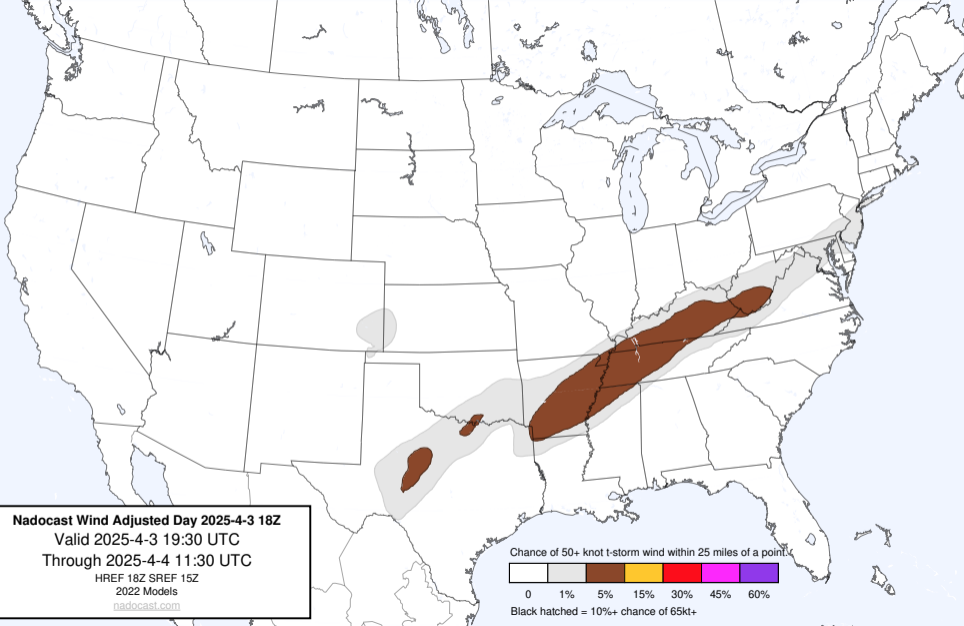 Nadocast Wind Adjusted Day 2025-4-3 18Z
Valid 2025-4-3 19:30 UTC
Through 2025-4-4 11:30 UTC
HREF 18Z SREF 15Z
2022 Models
nadocast.com
Chance of 50+ knot t-storm wind within 25 miles of a point.
0 1% 5% 15% 30% 45% 60%
Black hatched = 10%+ chance of 65kt+